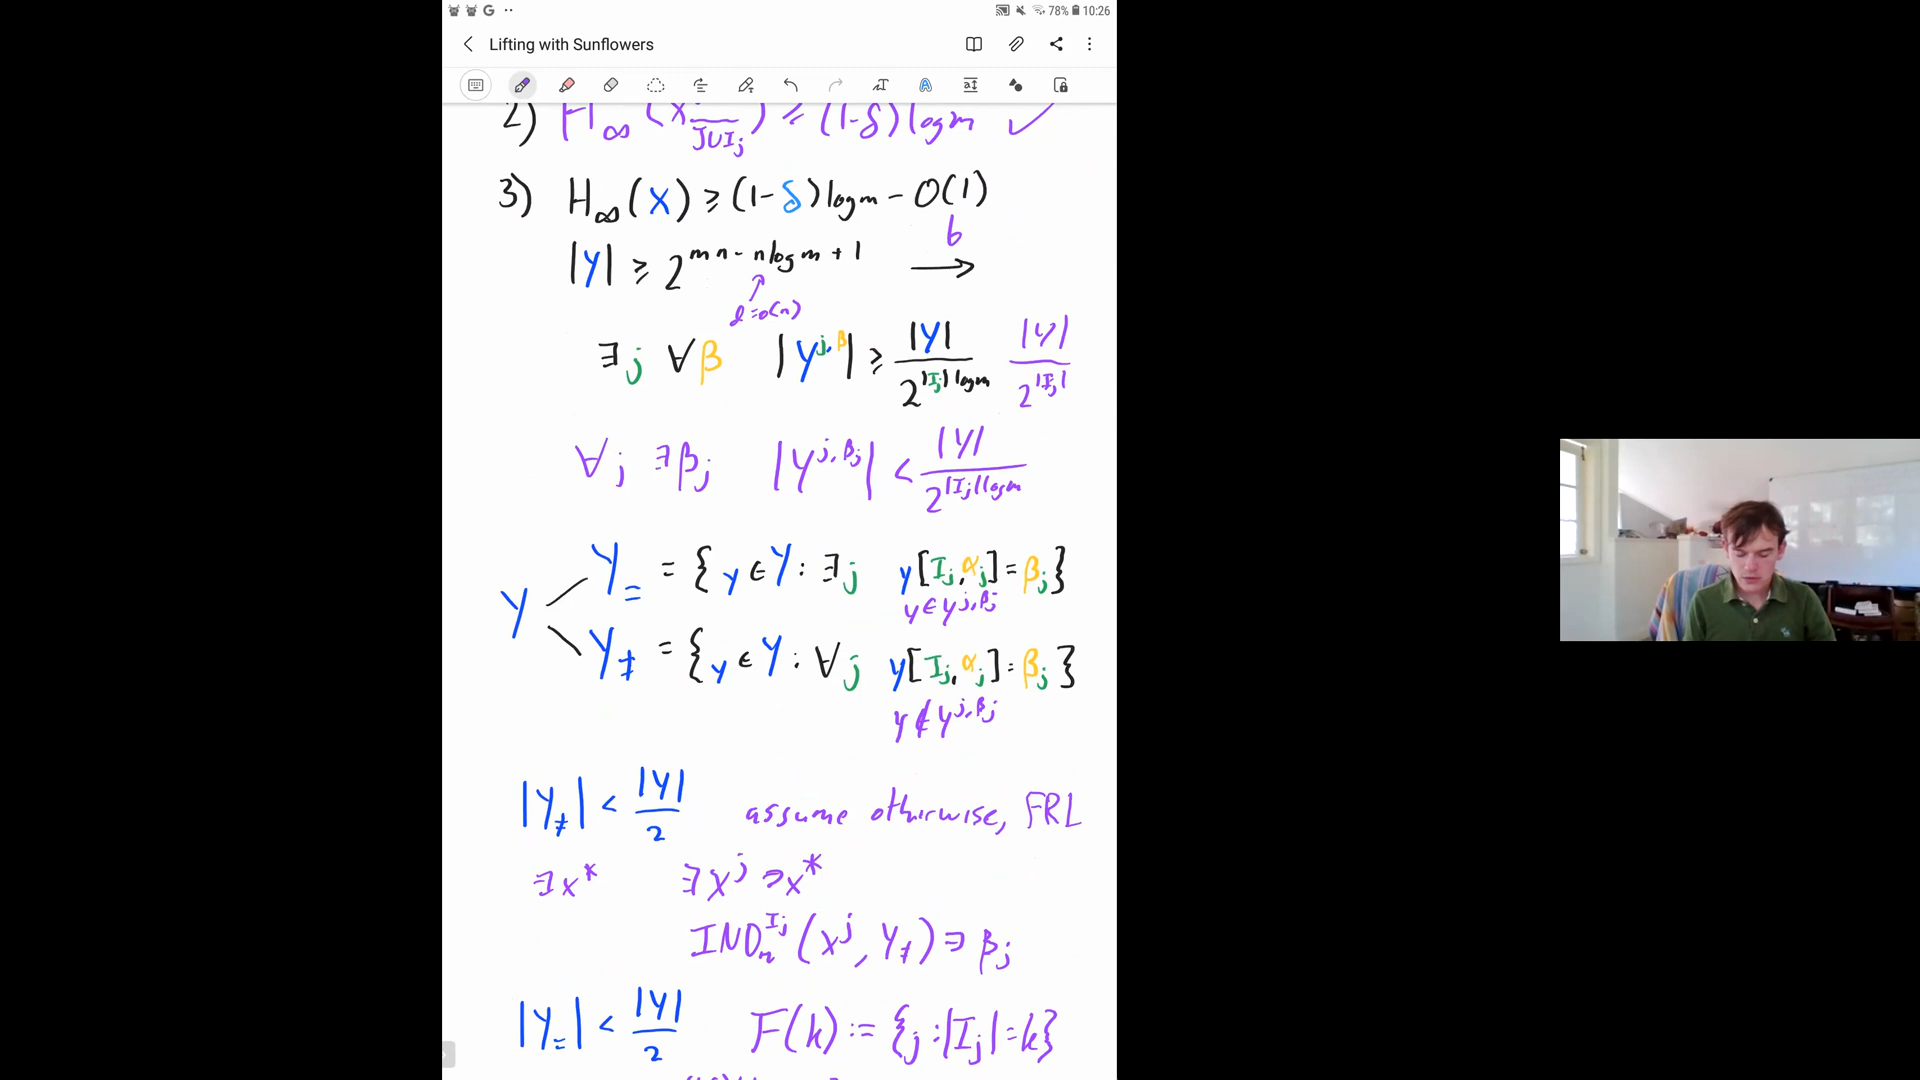 G ·· 78% 10:26
Lifting with Sunflowers
2) H∞(X_{J∪I_j}) ≥ (1-δ) log m ✓
3) H∞(X) ≥ (1-δ) log m - O(1)
6
|Y| ≥ 2^{mn - n log m + 1} →
l=o(n)
∃j ∀β |Y^{j,β}| ≥ |Y| / 2^{|I_j| log m} |Y| / 2^{|I_j|}
∀j ∃β_j |Y^{j,β_j}| < |Y| / 2^{|I_j| log m}
Y_= = {y ∈ Y : ∃j y[I_j, α_j] = β_j}
y ∈ Y^{j,β_j}
Y
Y_≠ = {y ∈ Y : ∀j y[I_j, α_j] = β_j}
y ∉ Y^{j,β_j}
|Y_≠| < |Y| / 2 assume otherwise, FRL
∃x* ∃X^j ∋ x*
IND_n^{I_j}(X^j, Y_≠) ∋ β_j
|Y_=| < |Y| / 2 F(k) := {j : |I_j| = k}